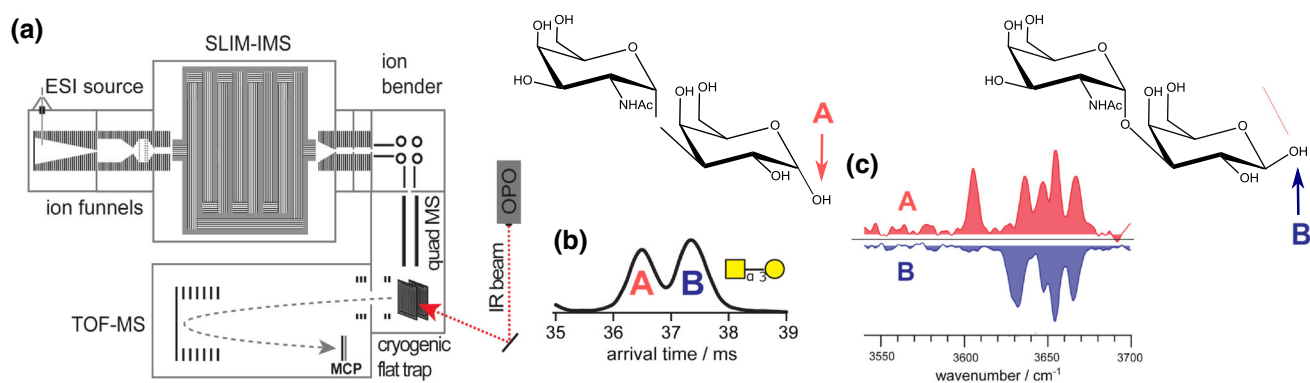 (a)
SLIM-IMS
ion
bender
ESI source
ion funnels
quad MS
OPO
IR beam
TOF-MS
MCP
cryogenic
flat trap
OH
OH
O
HO
NHAc
OH
OH
O
OH
OH
A
(b)
A
B
α 3
35
36
37
38
39
arrival time / ms
OH
OH
O
HO
NHAc
O
OH
OH
O
OH
OH
B
(c)
A
B
3550
3600
3650
3700
wavenumber / cm⁻¹